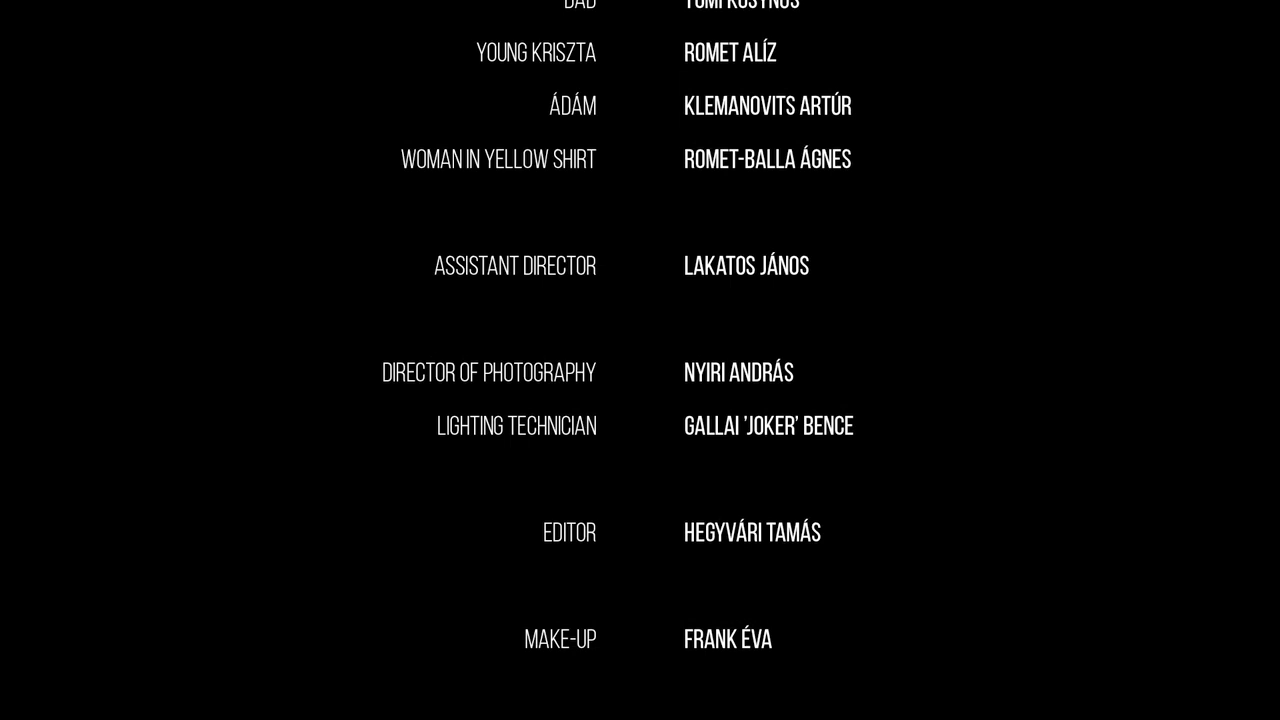 YOUNG KRISZTA ROMET ALÍZ
ÁDÁM KLEMANOVITS ARTÚR
WOMAN IN YELLOW SHIRT ROMET-BALLA ÁGNES
ASSISTANT DIRECTOR LAKATOS JÁNOS
DIRECTOR OF PHOTOGRAPHY NYIRI ANDRÁS
LIGHTING TECHNICIAN GALLAI 'JOKER' BENCE
EDITOR HEGYVÁRI TAMÁS
MAKE-UP FRANK ÉVA